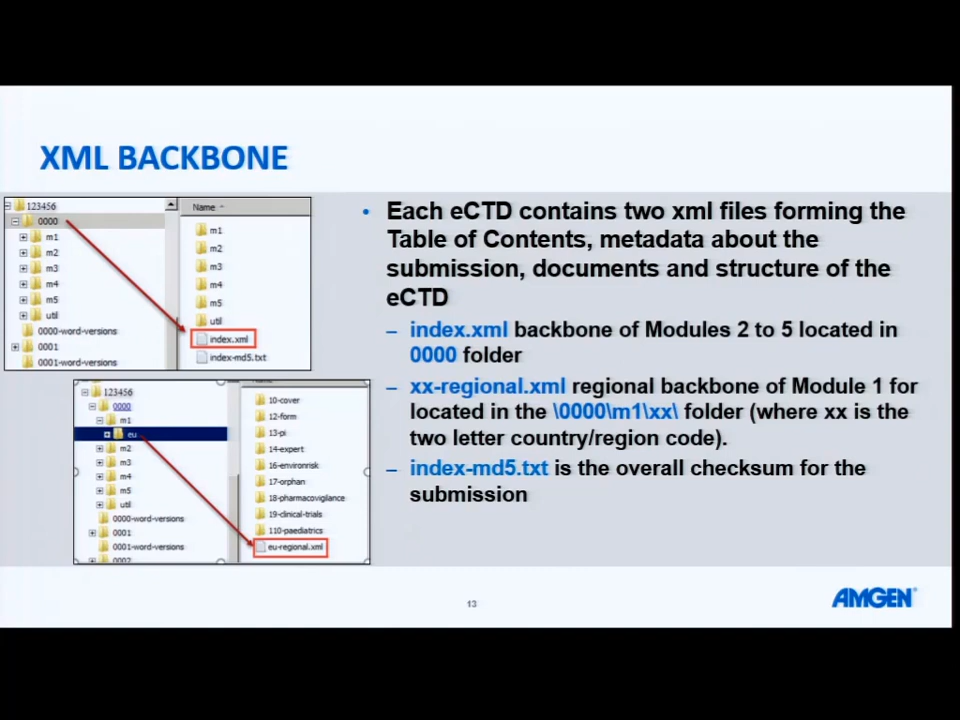 XML BACKBONE
123456
0000
m1
m2
m3
m4
m5
util
0000-word-versions
0001
0001-word-versions
Name
m1
m2
m3
m4
m5
util
index.xml
index-md5.txt
123456
0000
m1
eu
m2
m3
m4
m5
util
0000-word-versions
0001
0001-word-versions
0002
10-cover
12-form
13-pi
14-expert
16-environrisk
17-orphan
18-pharmacovigilance
19-clinical-trials
110-paediatrics
eu-regional.xml
• Each eCTD contains two xml files forming the
Table of Contents, metadata about the
submission, documents and structure of the
eCTD
– index.xml backbone of Modules 2 to 5 located in
0000 folder
– xx-regional.xml regional backbone of Module 1 for
located in the \0000\m1\xx\ folder (where xx is the
two letter country/region code).
– index-md5.txt is the overall checksum for the
submission
13
AMGEN®